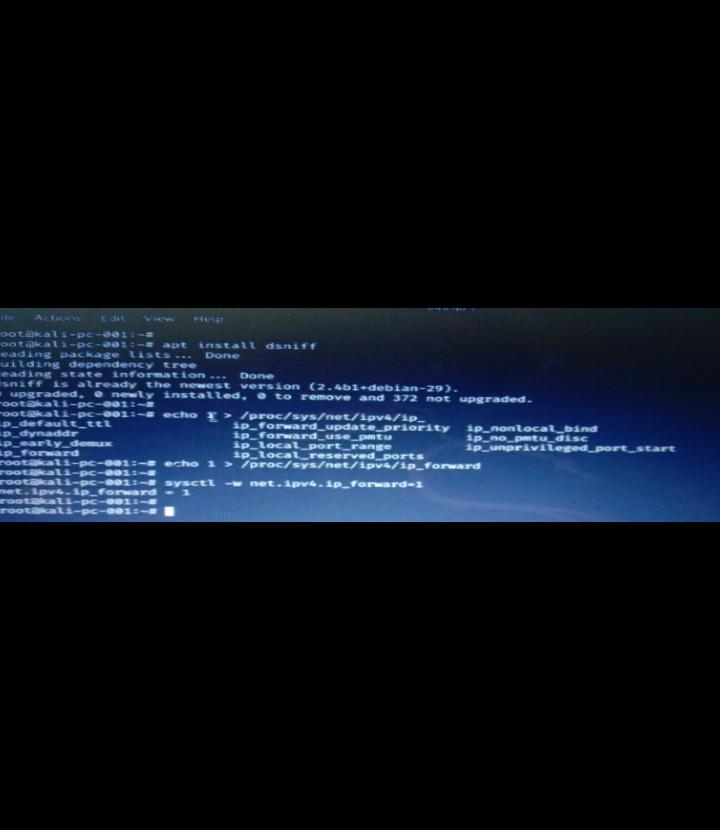 Actions Edit View Help
oot@kali-pc-001:~#
oot@kali-pc-001:~# apt install dsniff
eading package lists... Done
uilding dependency tree
eading state information... Done
dsniff is already the newest version (2.4b1+debian-29).
upgraded, 0 newly installed, 0 to remove and 372 not upgraded.
root@kali-pc-001:~#
root@kali-pc-001:~# echo 1 > /proc/sys/net/ipv4/ip_
ip_default_ttl ip_forward_update_priority ip_nonlocal_bind
ip_dynaddr ip_forward_use_pmtu ip_no_pmtu_disc
ip_early_demux ip_local_port_range ip_unprivileged_port_start
ip_forward ip_local_reserved_ports
root@kali-pc-001:~# echo 1 > /proc/sys/net/ipv4/ip_forward
root@kali-pc-001:~#
root@kali-pc-001:~# sysctl -w net.ipv4.ip_forward=1
net.ipv4.ip_forward = 1
root@kali-pc-001:~#
root@kali-pc-001:~#